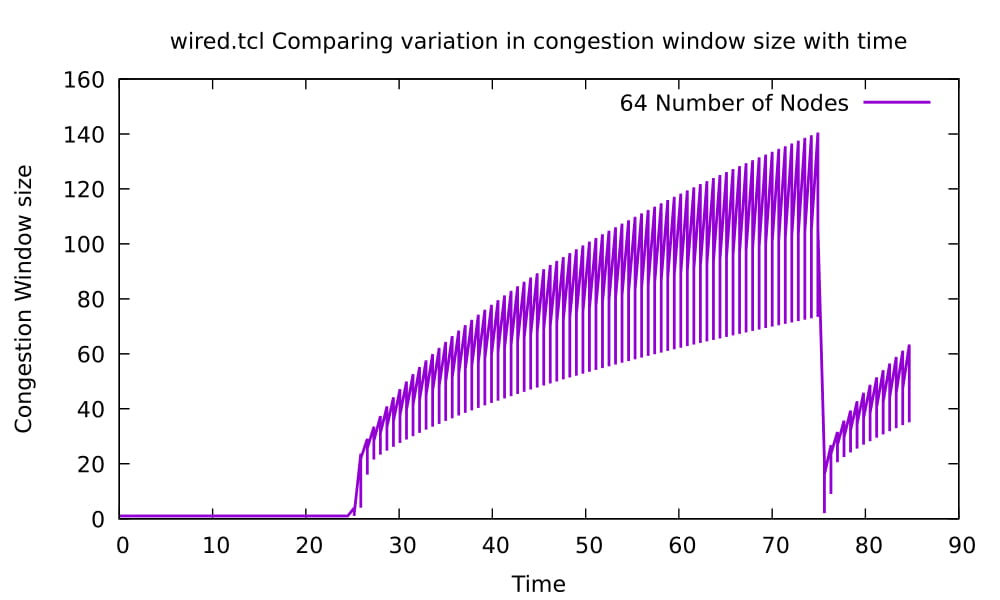 wired.tcl Comparing variation in congestion window size with time
64 Number of Nodes
160
140
120
100
80
60
40
20
0
Congestion Window size
0 10 20 30 40 50 60 70 80 90
Time